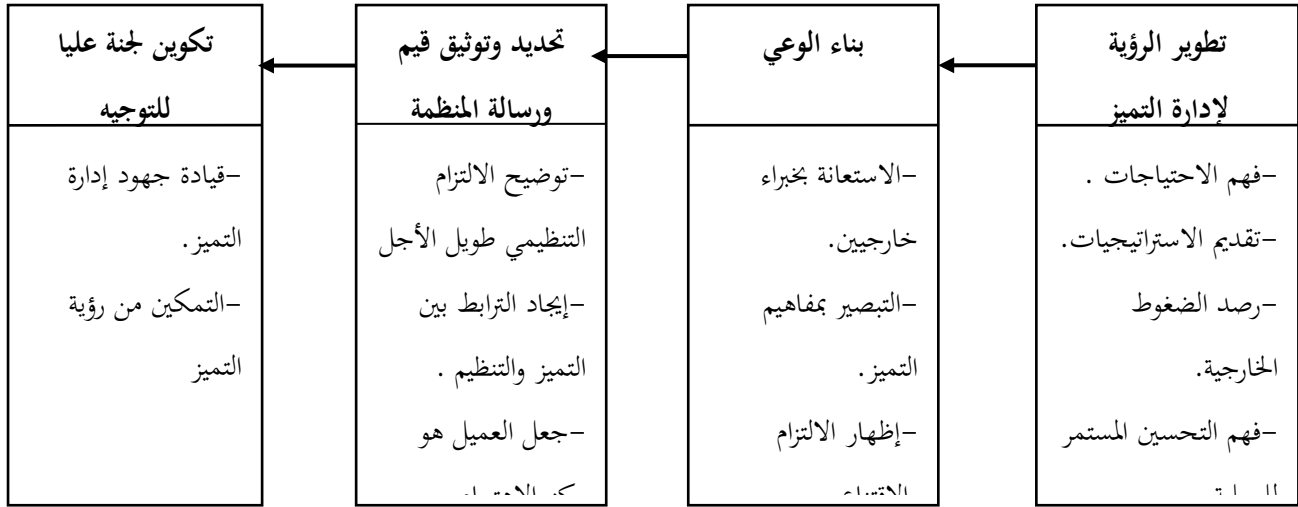 تطوير الرؤية
لإدارة التميز
–فهم الاحتياجات .
–تقديم الاستراتيجيات.
–رصد الضغوط
الخارجية.
–فهم التحسين المستمر
بناء الوعي
–الاستعانة بخبراء
خارجيين.
–التبصير بمفاهيم
التميز.
–إظهار الالتزام
تحديد وتوثيق قيم
ورسالة المنظمة
–توضيح الالتزام
التنظيمي طويل الأجل
–إيجاد الترابط بين
التميز والتنظيم .
–جعل العميل هو
تكوين لجنة عليا
للتوجيه
–قيادة جهود إدارة
التميز.
–التمكين من رؤية
التميز